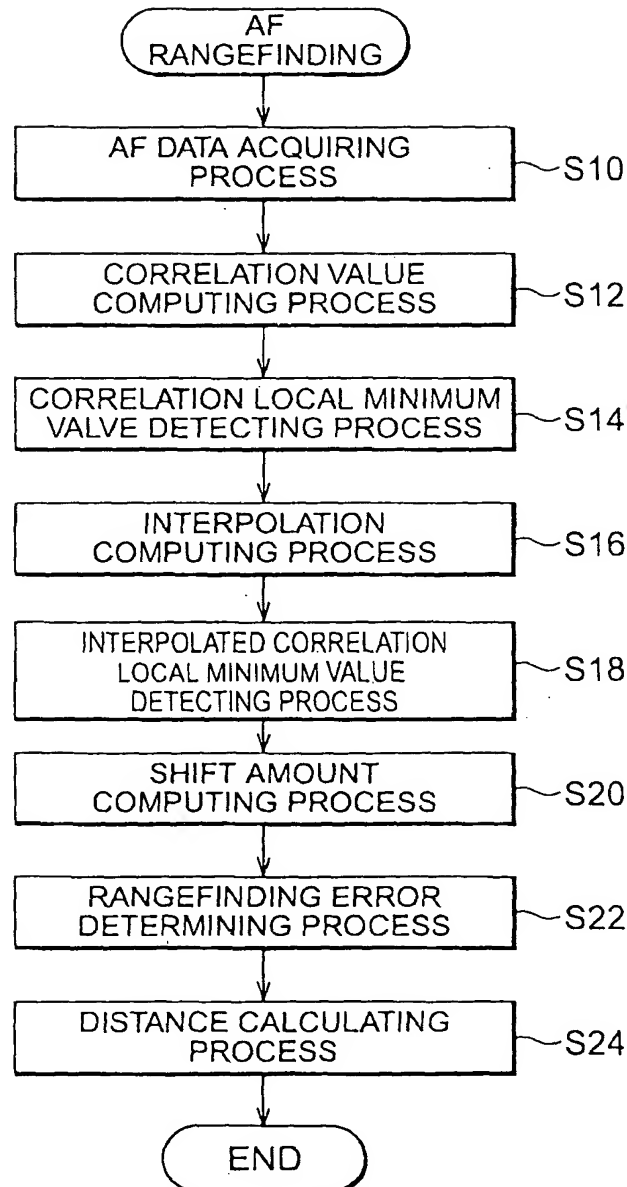 AF
RANGEFINDING
AF DATA ACQUIRING
PROCESS
S10
CORRELATION VALUE
COMPUTING PROCESS
S12
CORRELATION LOCAL MINIMUM
VALVE DETECTING PROCESS
S14
INTERPOLATION
COMPUTING PROCESS
S16
INTERPOLATED CORRELATION
LOCAL MINIMUM VALUE
DETECTING PROCESS
S18
SHIFT AMOUNT
COMPUTING PROCESS
S20
RANGEFINDING ERROR
DETERMINING PROCESS
S22
DISTANCE CALCULATING
PROCESS
S24
END